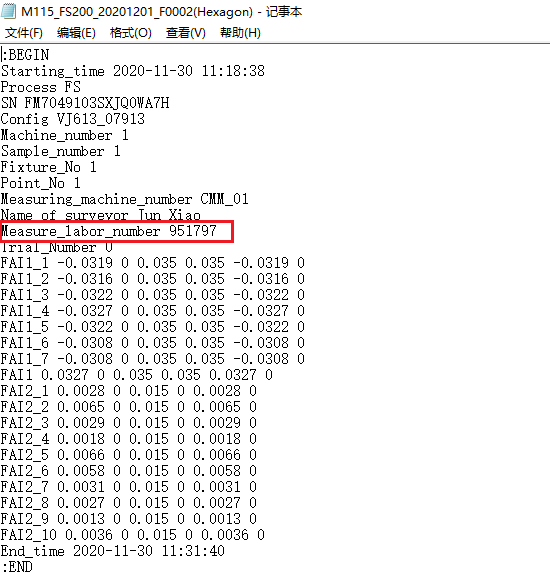 M115_FS200_20201201_F0002(Hexagon) - 记事本
文件(F) 编辑(E) 格式(O) 查看(V) 帮助(H)
:BEGIN
Starting_time 2020-11-30 11:18:38
Process FS
SN FM7049103SXJQ0WA7H
Config VJ613_07913
Machine_number 1
Sample_number 1
Fixture_No 1
Point_No 1
Measuring_machine_number CMM_01
Name of surveyor Tun Xiao
Measure_labor_number 951797
Trial_Number 0
FAI1_1 -0.0319 0 0.035 0.035 -0.0319 0
FAI1_2 -0.0316 0 0.035 0.035 -0.0316 0
FAI1_3 -0.0322 0 0.035 0.035 -0.0322 0
FAI1_4 -0.0327 0 0.035 0.035 -0.0327 0
FAI1_5 -0.0322 0 0.035 0.035 -0.0322 0
FAI1_6 -0.0308 0 0.035 0.035 -0.0308 0
FAI1_7 -0.0308 0 0.035 0.035 -0.0308 0
FAI1 0.0327 0 0.035 0.035 0.0327 0
FAI2_1 0.0028 0 0.015 0 0.0028 0
FAI2_2 0.0065 0 0.015 0 0.0065 0
FAI2_3 0.0029 0 0.015 0 0.0029 0
FAI2_4 0.0018 0 0.015 0 0.0018 0
FAI2_5 0.0066 0 0.015 0 0.0066 0
FAI2_6 0.0058 0 0.015 0 0.0058 0
FAI2_7 0.0031 0 0.015 0 0.0031 0
FAI2_8 0.0027 0 0.015 0 0.0027 0
FAI2_9 0.0013 0 0.015 0 0.0013 0
FAI2_10 0.0036 0 0.015 0 0.0036 0
End_time 2020-11-30 11:31:40
:END